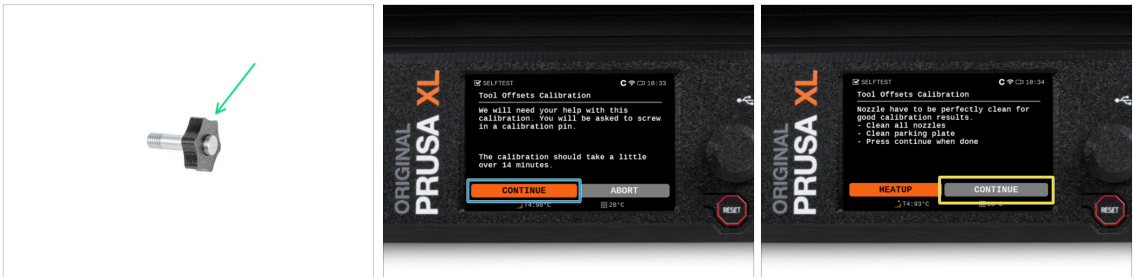 ORIGINAL
PRUSA XL
SELFTEST
C 10:33
Tool Offsets Calibration
We will need your help with this
calibration. You will be asked to screw
in a calibration pin.
The calibration should take a little
over 14 minutes.
CONTINUE
ABORT
28°C
RESET
ORIGINAL
PRUSA XL
SELFTEST
C 10:34
Tool Offsets Calibration
Nozzle have to be perfectly clean for
good calibration results.
- Clean all nozzles
- Clean parking plate
- Press continue when done
HEATUP
CONTINUE
T4:93°C
RESET